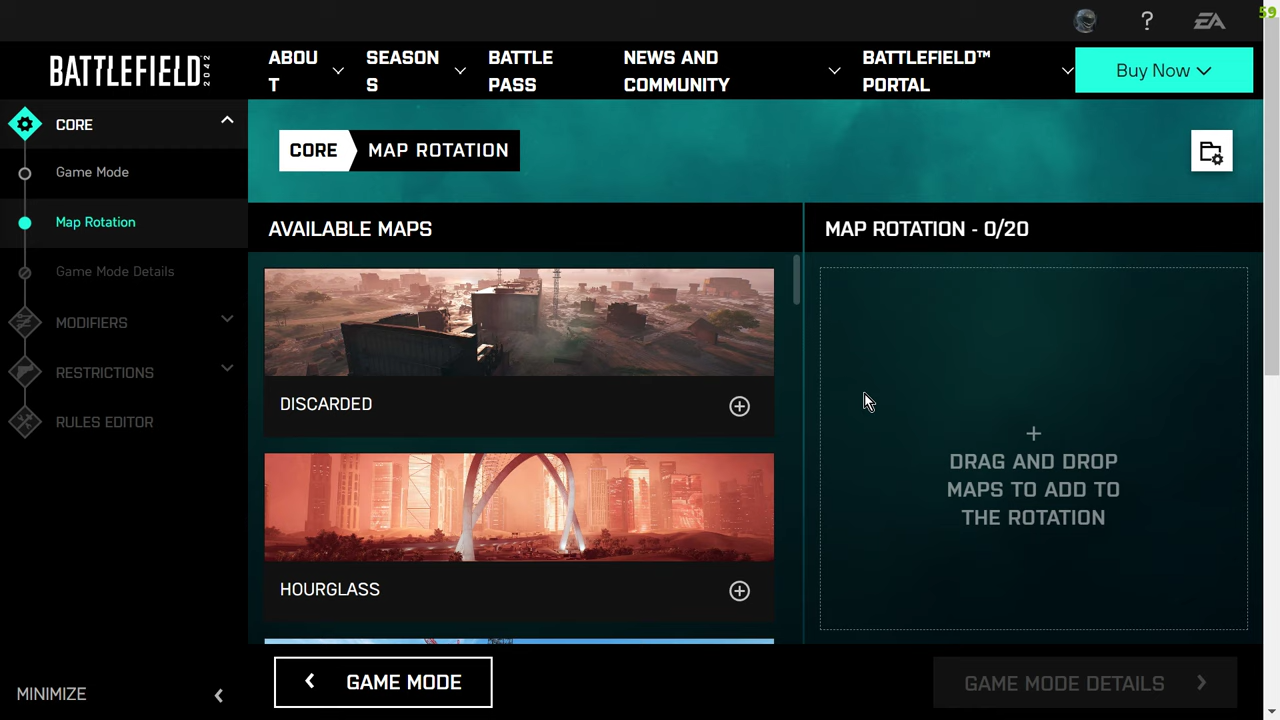 59
?
EA
BATTLEFIELD 2042
ABOU
T
SEASON
S
BATTLE
PASS
NEWS AND
COMMUNITY
BATTLEFIELD™
PORTAL
Buy Now
CORE
Game Mode
Map Rotation
Game Mode Details
MODIFIERS
RESTRICTIONS
RULES EDITOR
MINIMIZE
CORE
MAP ROTATION
AVAILABLE MAPS
DISCARDED
HOURGLASS
MAP ROTATION - 0/20
+
DRAG AND DROP
MAPS TO ADD TO
THE ROTATION
GAME MODE
GAME MODE DETAILS